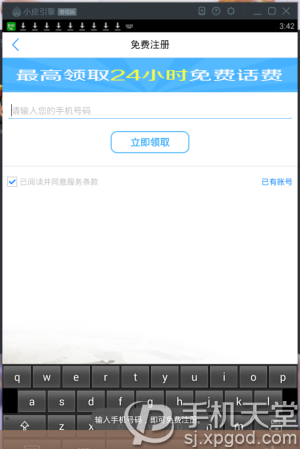 小皮引擎
3:42
免费注册
最高领取24小时免费话费
请输入您的手机号码
立即领取
已阅读并同意服务条款
已有账号
q w e r t y u i o p
a s d f g h j k l
输入手机号码，即可免费注册
z x
手机天堂
sj.xpgod.com